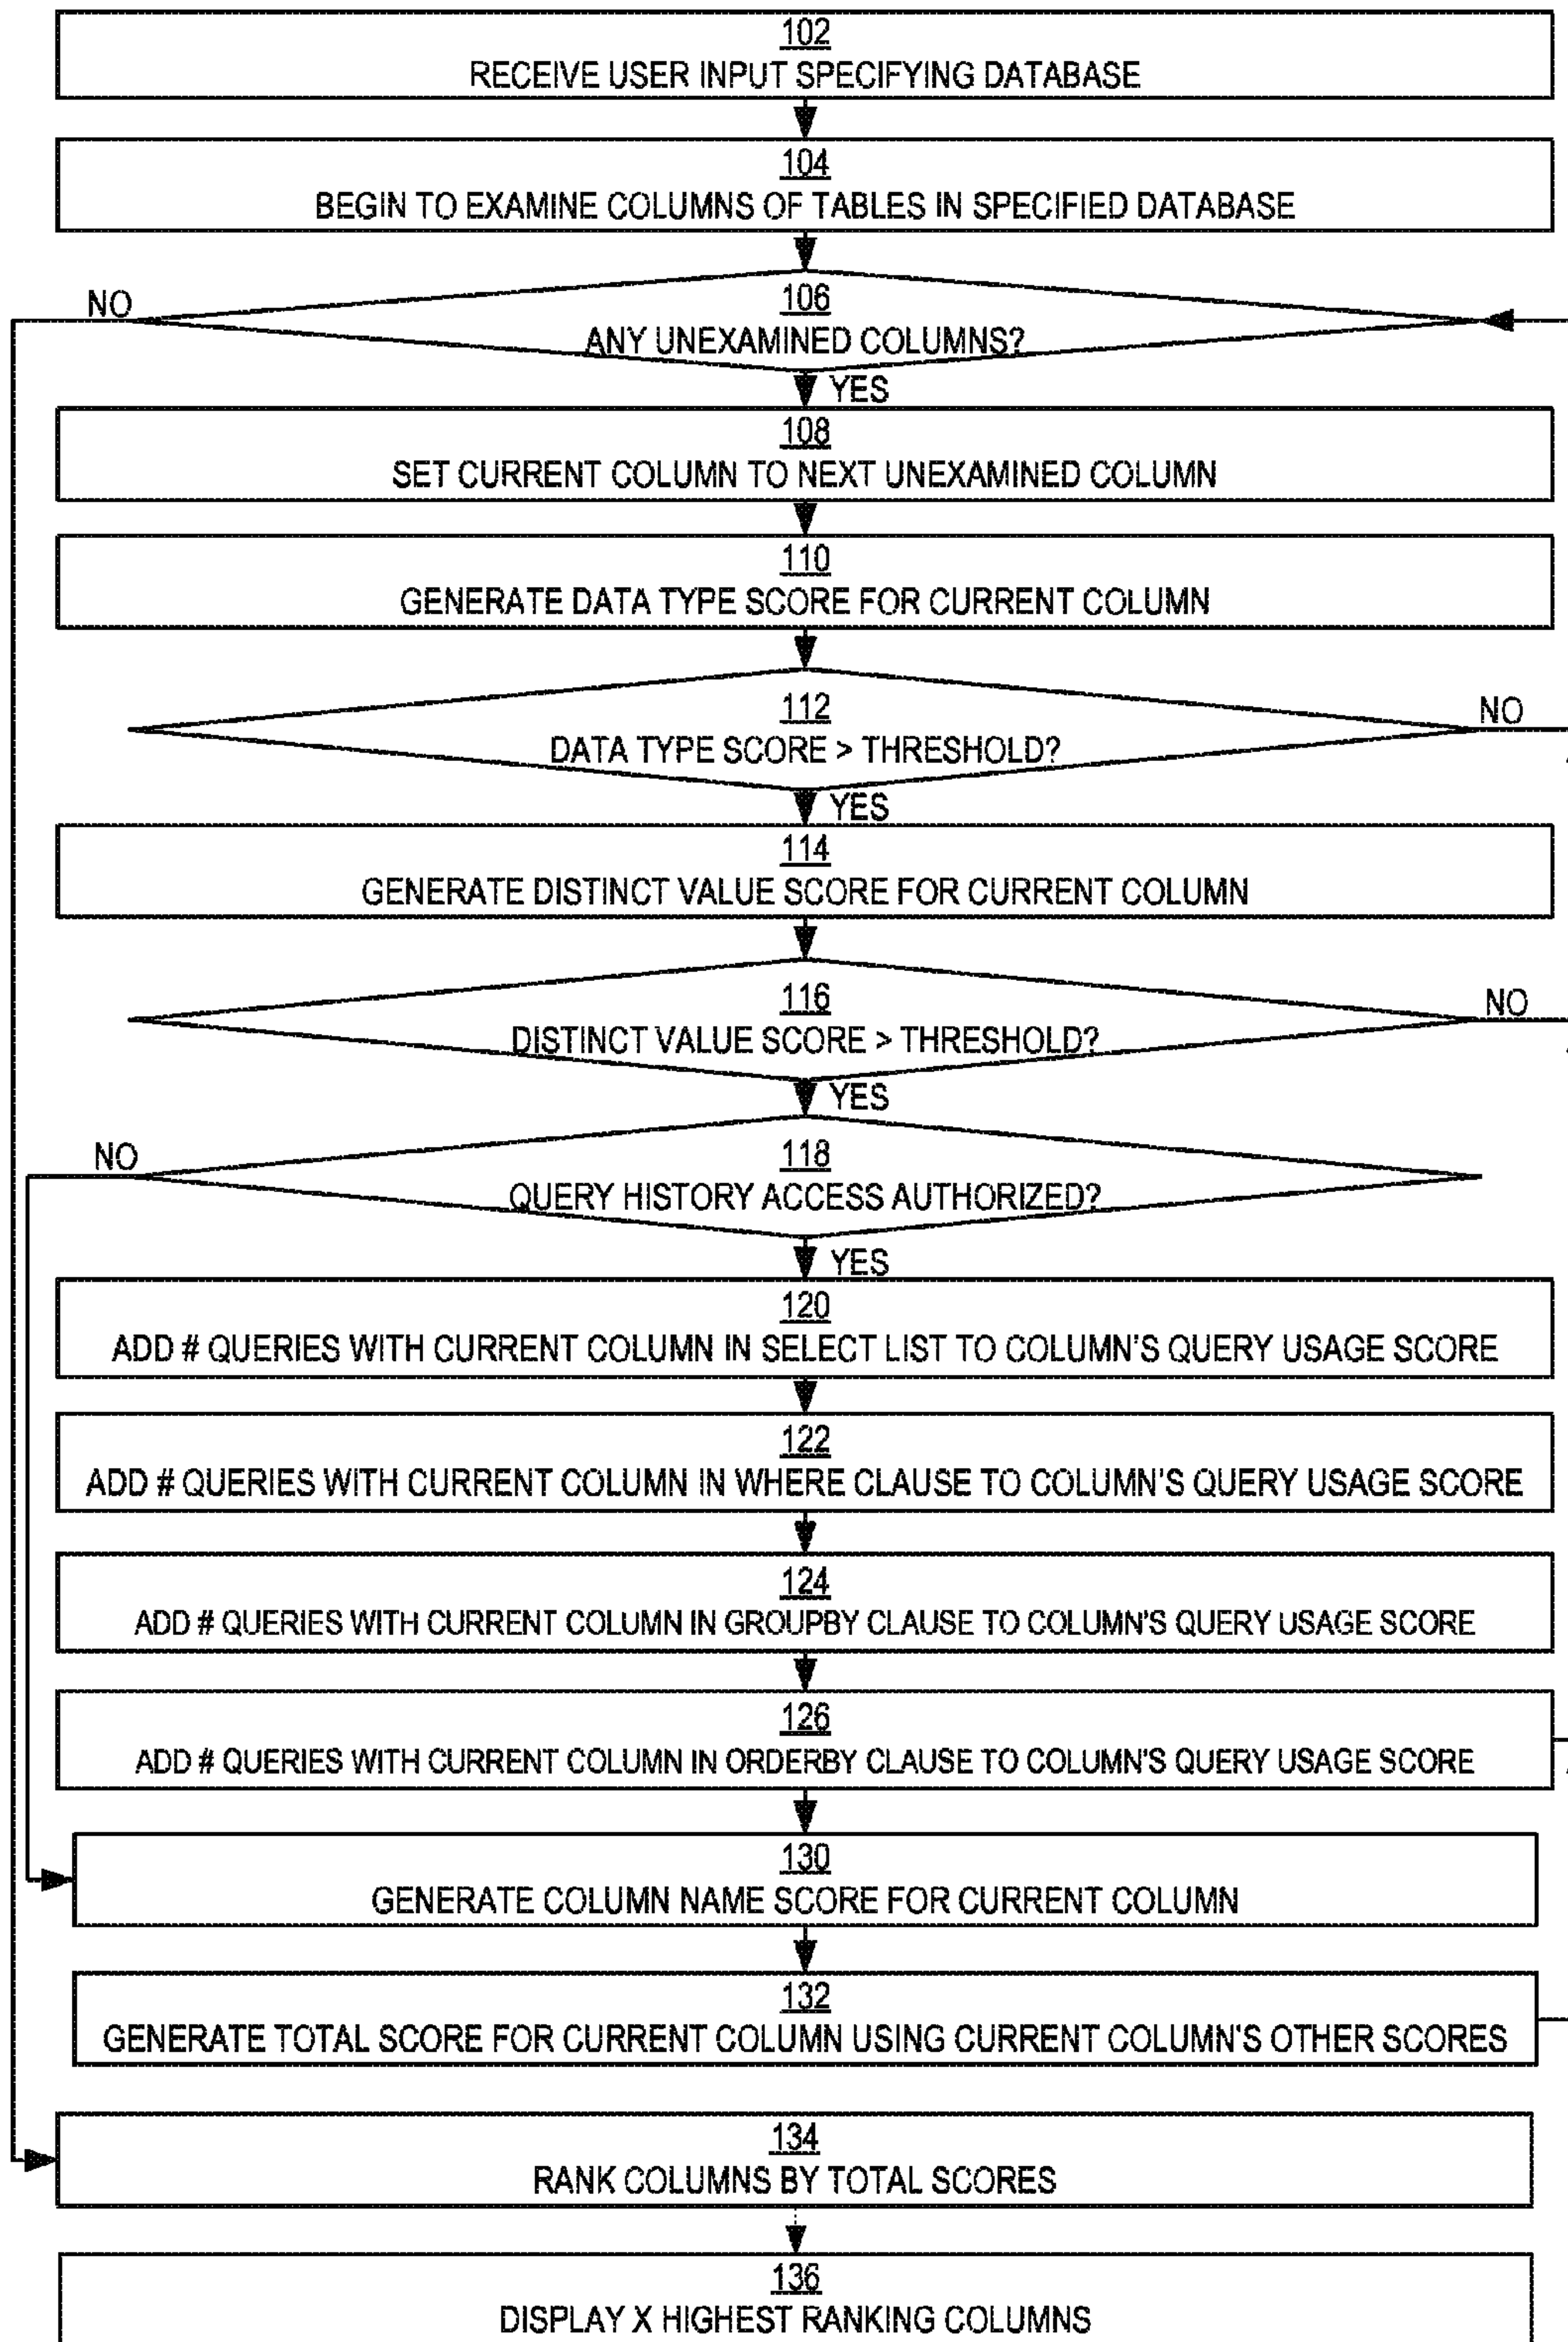 102
RECEIVE USER INPUT SPECIFYING DATABASE
104
BEGIN TO EXAMINE COLUMNS OF TABLES IN SPECIFIED DATABASE
NO
106
ANY UNEXAMINED COLUMNS?
YES
108
SET CURRENT COLUMN TO NEXT UNEXAMINED COLUMN
110
GENERATE DATA TYPE SCORE FOR CURRENT COLUMN
112
NO
DATA TYPE SCORE > THRESHOLD?
YES
114
GENERATE DISTINCT VALUE SCORE FOR CURRENT COLUMN
116
NO
DISTINCT VALUE SCORE > THRESHOLD?
YES
NO
118
QUERY HISTORY ACCESS AUTHORIZED?
YES
120
ADD # QUERIES WITH CURRENT COLUMN IN SELECT LIST TO COLUMN'S QUERY USAGE SCORE
122
ADD # QUERIES WITH CURRENT COLUMN IN WHERE CLAUSE TO COLUMN'S QUERY USAGE SCORE
124
ADD # QUERIES WITH CURRENT COLUMN IN GROUPBY CLAUSE TO COLUMN'S QUERY USAGE SCORE
126
ADD # QUERIES WITH CURRENT COLUMN IN ORDERBY CLAUSE TO COLUMN'S QUERY USAGE SCORE
130
GENERATE COLUMN NAME SCORE FOR CURRENT COLUMN
132
GENERATE TOTAL SCORE FOR CURRENT COLUMN USING CURRENT COLUMN'S OTHER SCORES
134
RANK COLUMNS BY TOTAL SCORES
136
DISPLAY X HIGHEST RANKING COLUMNS